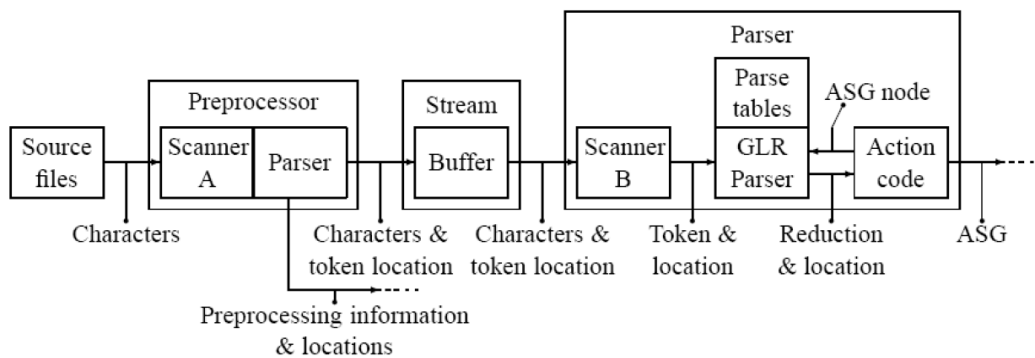 Parser
Preprocessor
Stream
Parse
tables
ASG node
Source
files
Scanner
A
Parser
Buffer
Scanner
B
GLR
Parser
Action
code
Characters
Characters &
token location
Characters &
token location
Token &
location
Reduction
& location
ASG
Preprocessing information
& locations